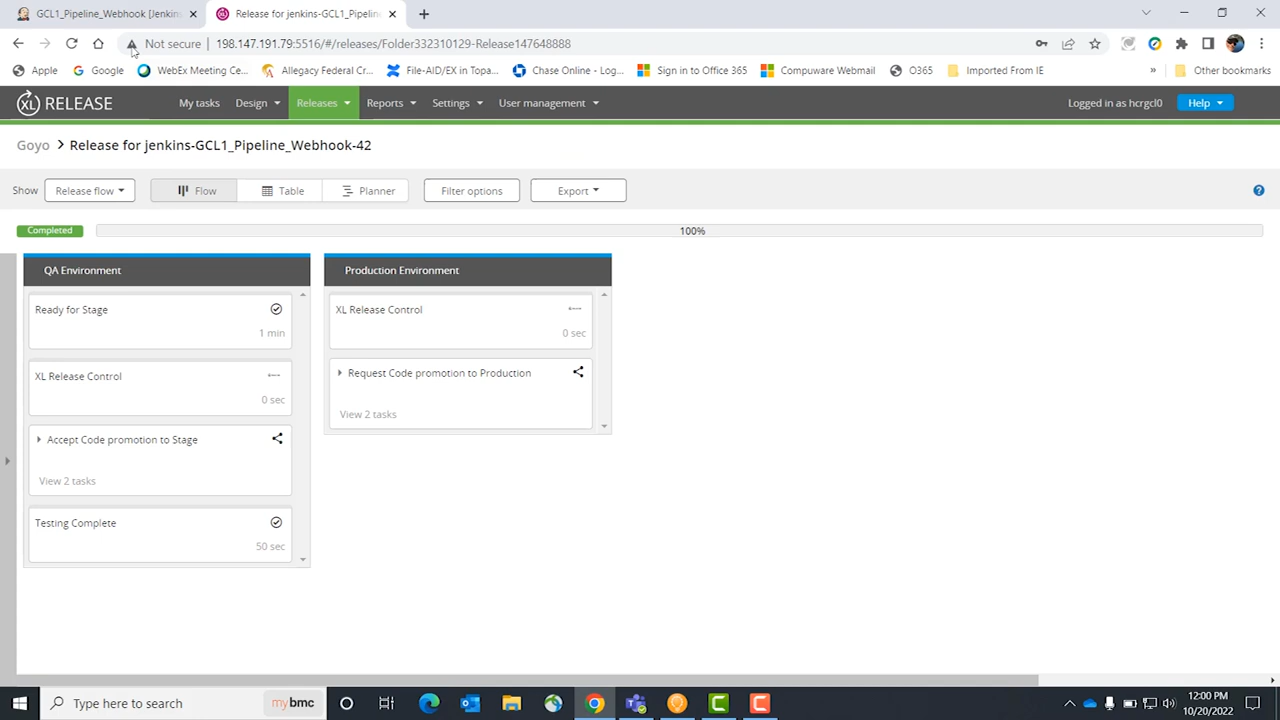 GCL1_Pipeline_Webhook [Jenkins
Release for jenkins-GCL1_Pipelin
Not secure
198.147.191.79:5516/#/releases/Folder333310129-Release147648888
Apple
Google
WebEx Meeting Ce...
Allegacy Federal Cr...
File-AID/EX in Topa...
Chase Online - Log...
Sign in to Office 365
Compuware Webmail
O365
Imported From IE
»
Other bookmarks
XL RELEASE
My tasks
Design
Releases
Reports
Settings
User management
Logged in as hcrgcl0
Help
Goyo > Release for jenkins-GCL1_Pipeline_Webhook-42
Show
Release flow
Flow
Table
Planner
Filter options
Export
?
Completed
100%
QA Environment
Production Environment
Ready for Stage
1 min
XL Release Control
0 sec
Accept Code promotion to Stage
View 2 tasks
Testing Complete
50 sec
XL Release Control
0 sec
Request Code promotion to Production
View 2 tasks
Type here to search
mybmc
12:00 PM
10/20/2022